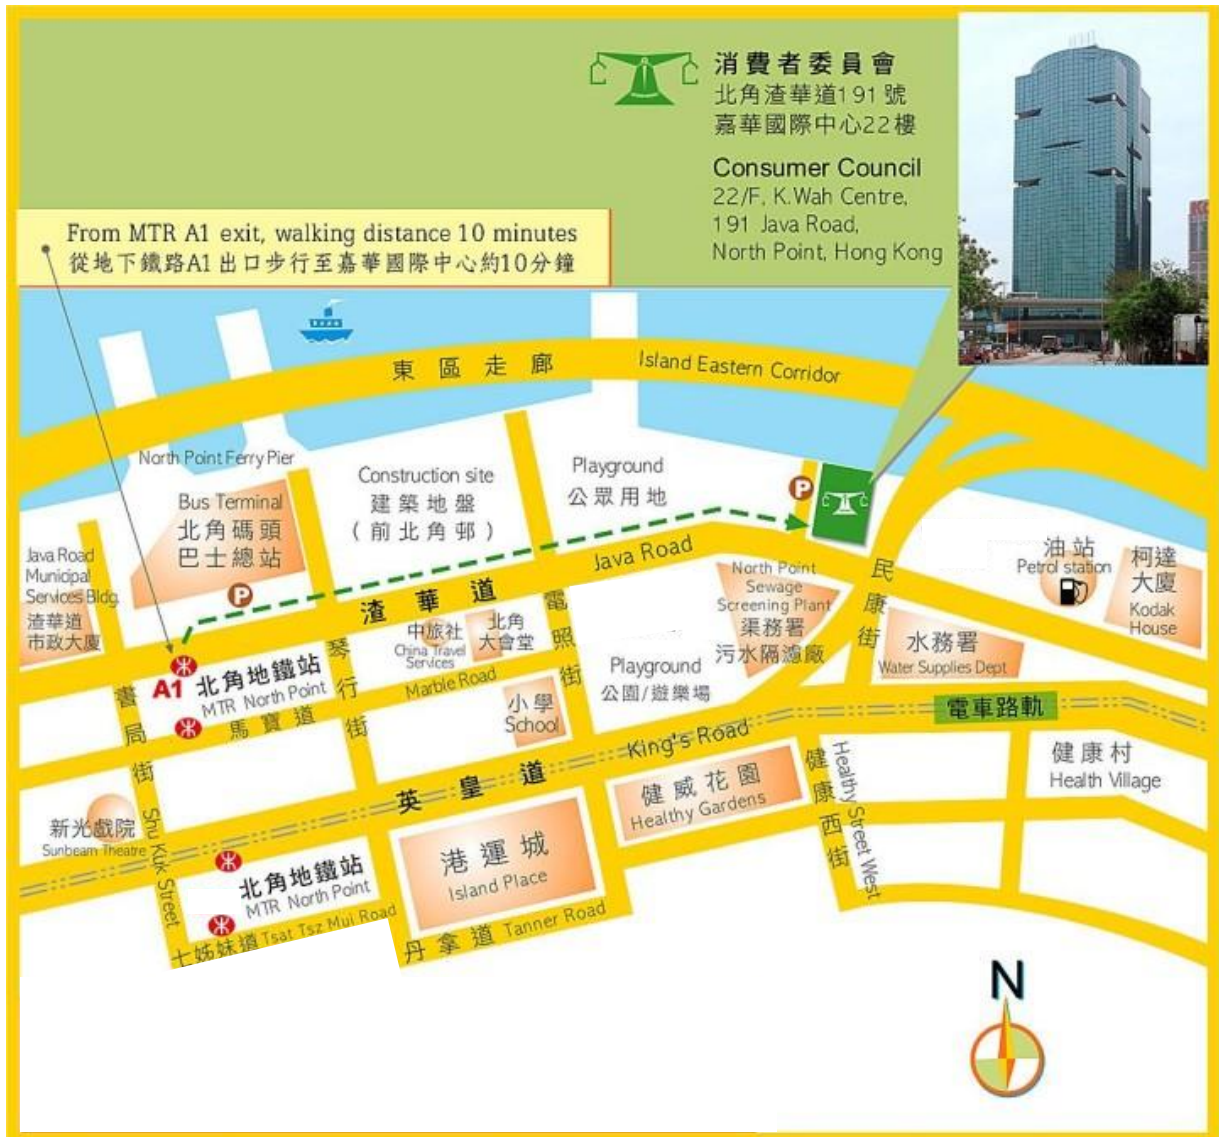 消費者委員會
北角渣華道191號
嘉華國際中心22樓
Consumer Council
22/F, K.Wah Centre,
191 Java Road,
North Point, Hong Kong
From MTR A1 exit, walking distance 10 minutes
從地下鐵路A1出口步行至嘉華國際中心約10分鐘
東區走廊
Island Eastern Corridor
North Point Ferry Pier
Bus Terminal
北角碼頭
巴士總站
Construction site
建築地盤
(前北角邨)
Playground
公眾用地
P
Java Road
Municipal
Services Bldg.
渣華道
市政大廈
P
渣華道
Java Road
North Point
Sewage
Screening Plant
渠務署
污水隔濾廠
民康街
油站
Petrol station
柯達
大廈
Kodak
House
水務署
Water Supplies Dept
A1
北角地鐵站
MTR North Point
琴行街
中旅社
China Travel
Services
北角
大會堂
電照街
Playground
公園/遊樂場
馬寶道
Marble Road
小學
School
書局街
Shu Kuk Street
英皇道
King's Road
電車路軌
健康村
Health Village
健康西街
Healthy Street West
健威花園
Healthy Gardens
新光戲院
Sunbeam Theatre
港運城
Island Place
北角地鐵站
MTR North Point
七姊妹道
Tsat Tsz Mui Road
丹拿道
Tanner Road
N